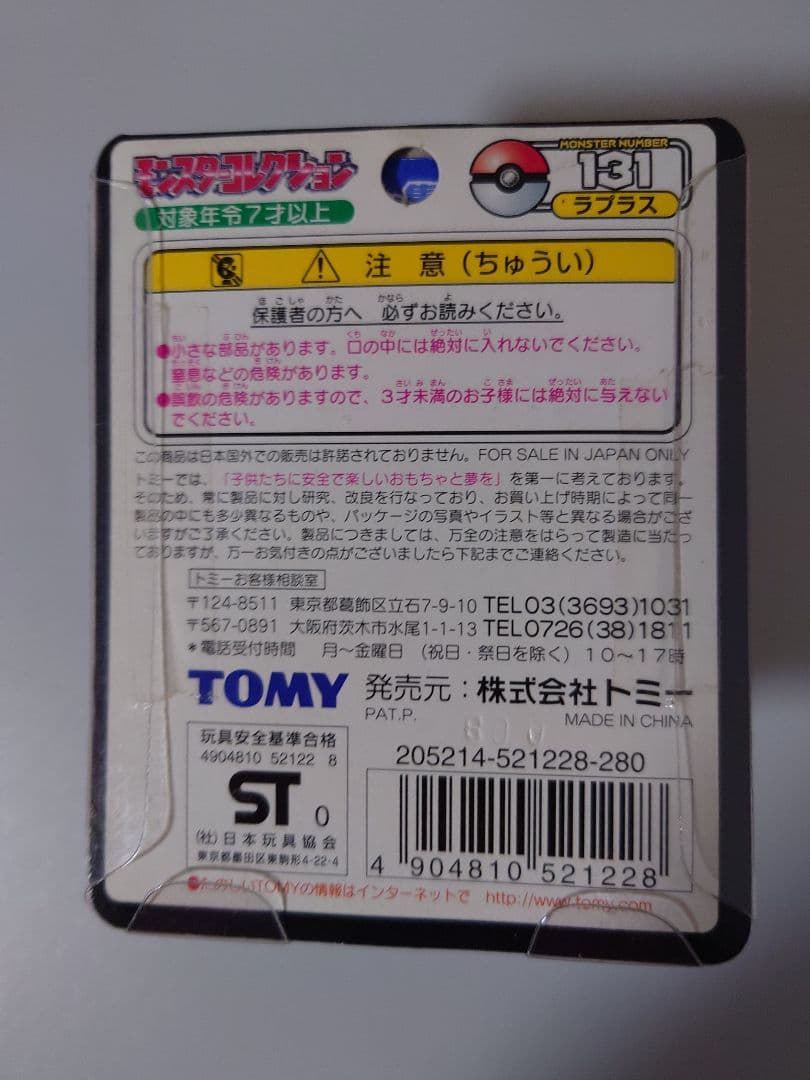 モンスターコレクション
対象年令7才以上
MONSTER NUMBER
131
ラプラス
注 意 (ちゅうい)
保護者の方へ 必ずお読みください。
●小さな部品があります。口の中には絶対に入れないでください。
窒息などの危険があります。
●誤飲の危険がありますので、3才未満のお子様には絶対に与えない
でください。
この商品は日本国外での販売は許諾されておりません。FOR SALE IN JAPAN ONLY
トミーでは、「子供たちに安全で楽しいおもちゃと夢を」を第一に考えております。
そのため、常に製品に対し研究、改良を行なっており、お買い上げ時期によって同一
製品の中にも多少異なるものや、パッケージの写真やイラスト等と異なる場合がござ
いますがご了承ください。製品につきましては、万全の注意をはらって製造に当たっ
ておりますが、万一お気付きの点がございましたら下記までご連絡ください。
トミーお客様相談室
〒124-8511 東京都葛飾区立石7-9-10 TEL03(3693)1031
〒567-0891 大阪府茨木市水尾1-1-13 TEL0726(38)1811
*電話受付時間 月~金曜日 (祝日・祭日を除く) 10~17時
TOMY 発売元:株式会社トミー
PAT.P. MADE IN CHINA
玩具安全基準合格
4904810 52122 8
ST 0
(社)日本玩具協会
東京都墨田区東駒形4-22-4
205214-521228-280
4 904810 521228
●たのしいTOMYの情報はインターネットで http://www.tomy.com